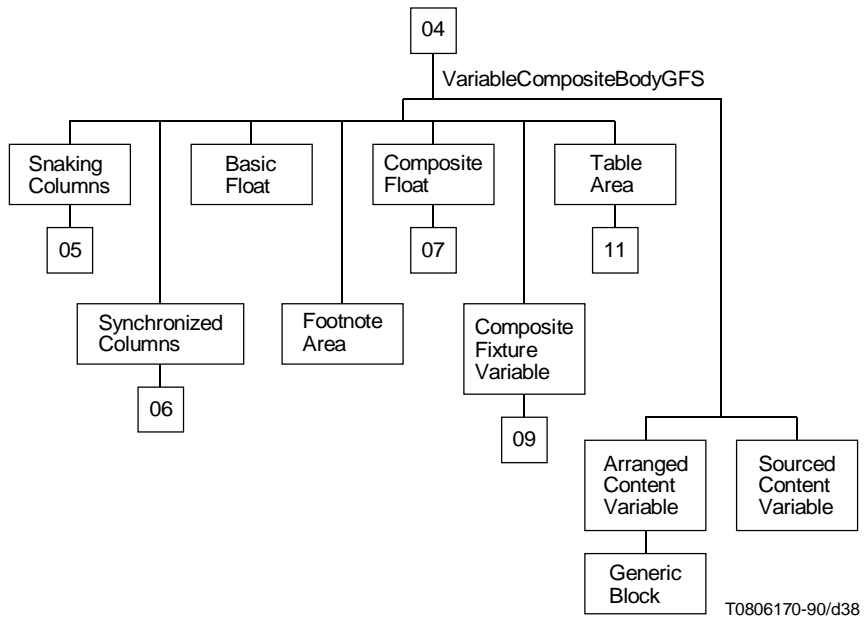 04
VariableCompositeBodyGFS
Snaking
Columns
Basic
Float
Composite
Float
Table
Area
05
07
11
Synchronized
Columns
Footnote
Area
Composite
Fixture
Variable
06
09
Arranged
Content
Variable
Sourced
Content
Variable
Generic
Block
T0806170-90/d38